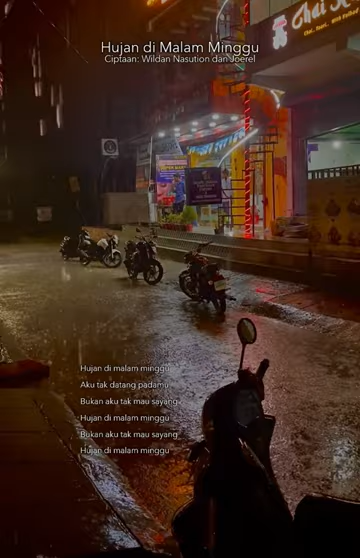 Hujan di Malam Minggu
Ciptaan: Wildan Nasution dan Joerel
Hujan di malam minggu
Aku tak datang padamu
Bukan aku tak mau sayang
Hujan di malam minggu
Bukan aku tak mau sayang
Hujan di malam minggu